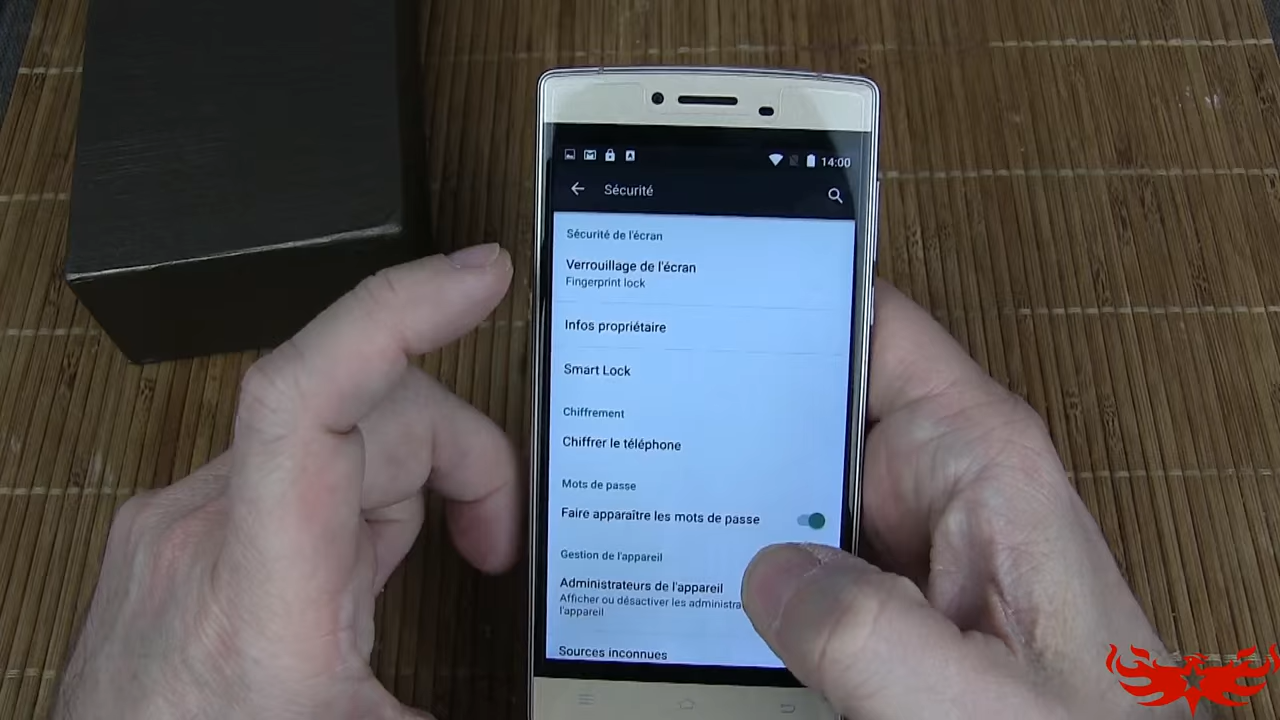 14:00
Sécurité
Sécurité de l'écran
Verrouillage de l'écran
Fingerprint lock
Infos propriétaire
Smart Lock
Chiffrement
Chiffrer le téléphone
Mots de passe
Faire apparaître les mots de passe
Gestion de l'appareil
Administrateurs de l'appareil
Afficher ou désactiver les
l'appareil
Sources inconnues